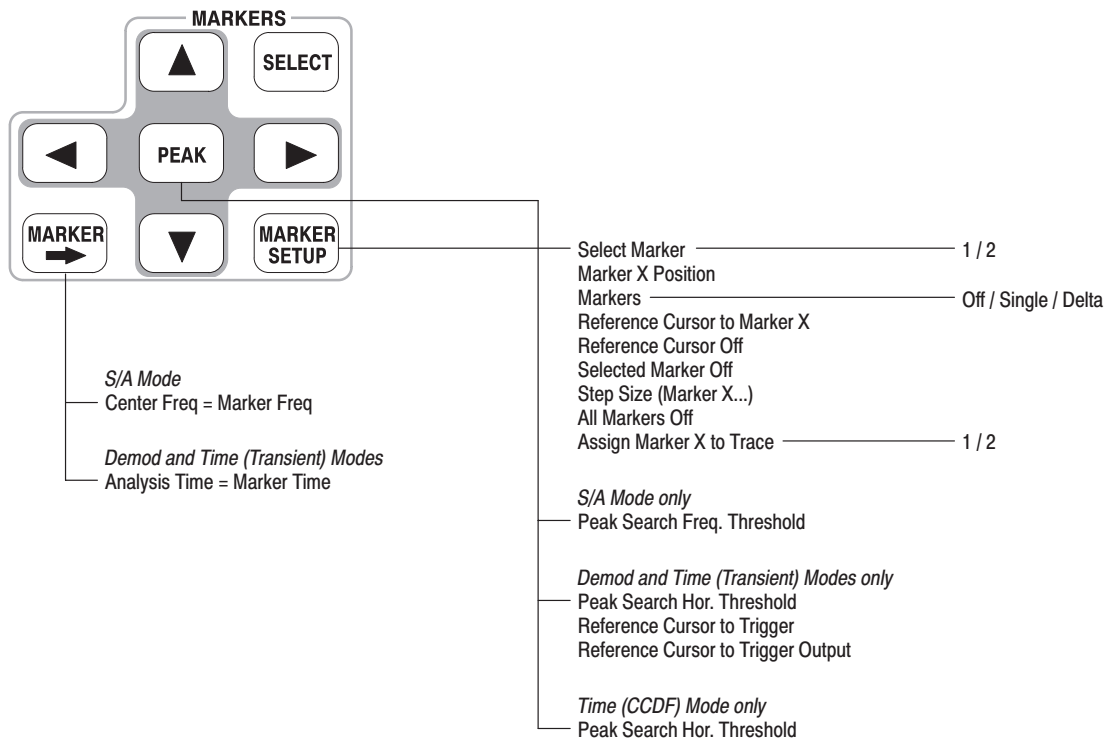 MARKERS
SELECT
PEAK
MARKER
MARKER
SETUP
Select Marker 1 / 2
Marker X Position
Markers Off / Single / Delta
Reference Cursor to Marker X
Reference Cursor Off
Selected Marker Off
Step Size (Marker X...)
All Markers Off
Assign Marker X to Trace 1 / 2
S/A Mode
Center Freq = Marker Freq
Demod and Time (Transient) Modes
Analysis Time = Marker Time
S/A Mode only
Peak Search Freq. Threshold
Demod and Time (Transient) Modes only
Peak Search Hor. Threshold
Reference Cursor to Trigger
Reference Cursor to Trigger Output
Time (CCDF) Mode only
Peak Search Hor. Threshold